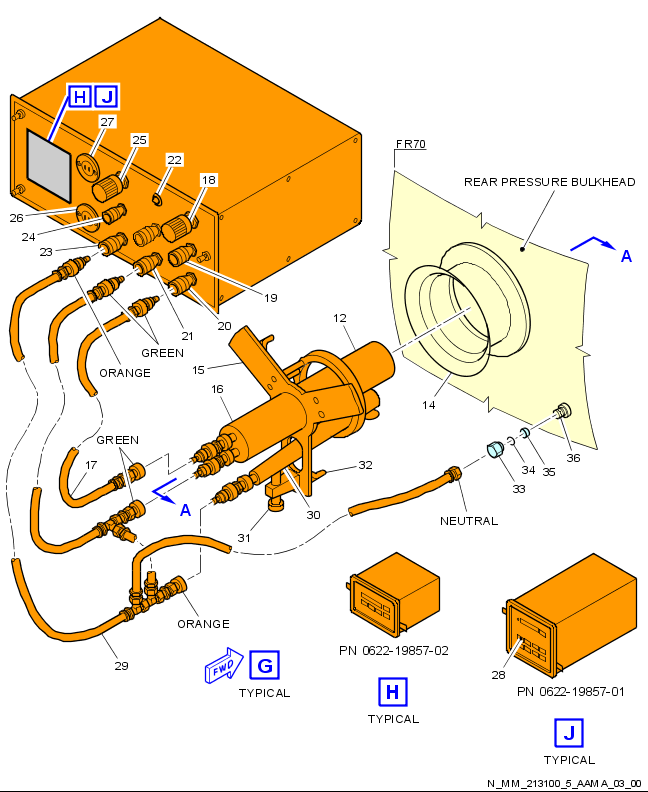 H J
27
25
22
18
26
24
23
19
20
21
GREEN
ORANGE
FR70
REAR PRESSURE BULKHEAD
A
12
15
16
14
GREEN
17
A
32
30
31
36
35
34
33
NEUTRAL
ORANGE
29
FWD
G
TYPICAL
PN 0622-19857-02
H
TYPICAL
28
PN 0622-19857-01
J
TYPICAL
N_MM_213100_5_AAMA_03_00